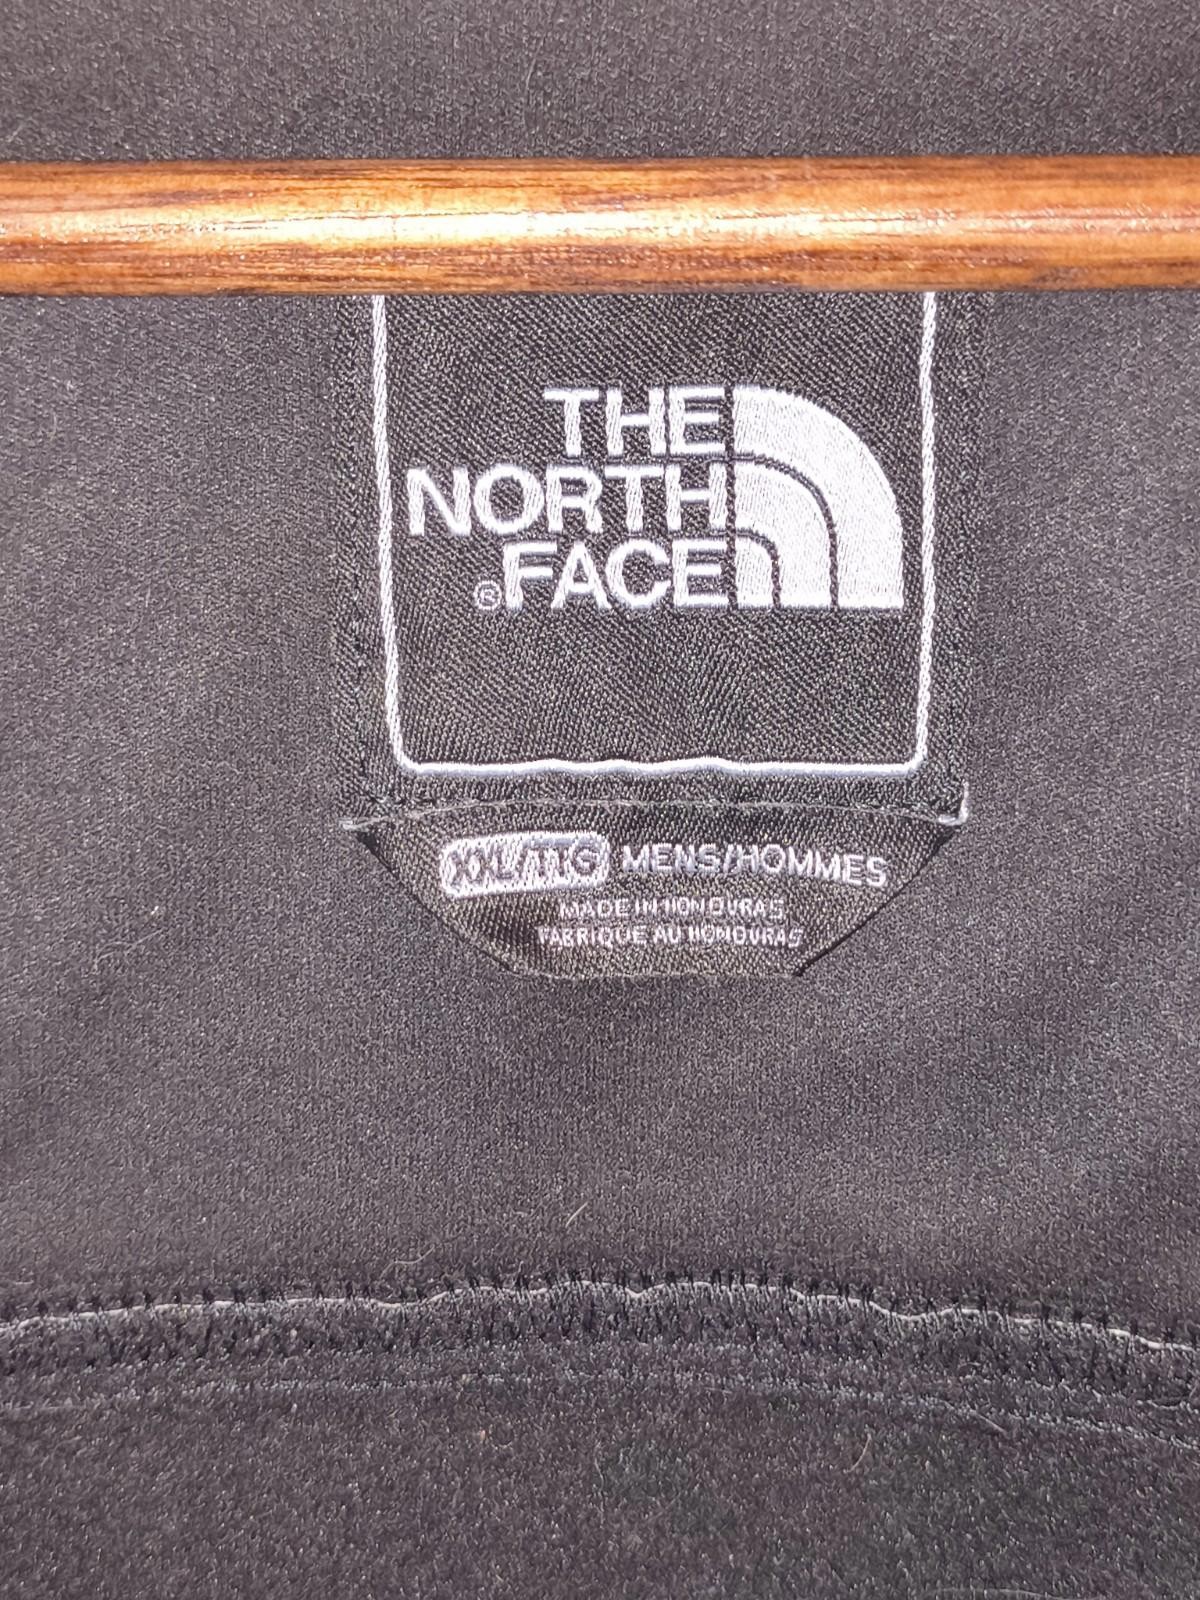 THE
NORTH
®FACE
XXL/TTG MENS/HOMMES
MADE IN HONDURAS
FABRIQUE AU HONDURAS